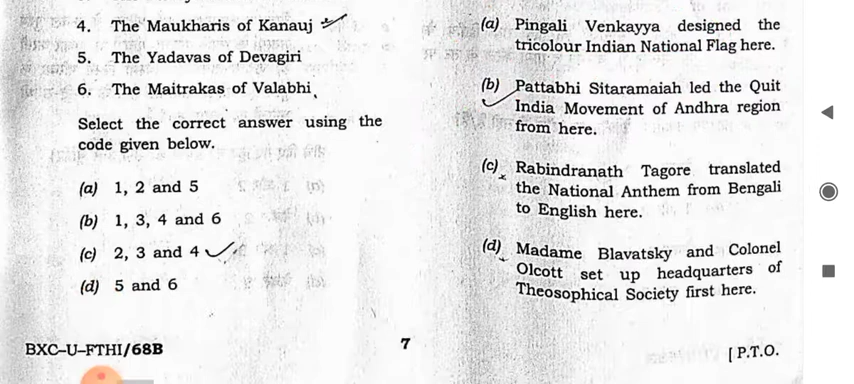 4. The Maukharis of Kanauj
5. The Yadavas of Devagiri
6. The Maitrakas of Valabhi
Select the correct answer using the
code given below.
(a) 1, 2 and 5
(b) 1, 3, 4 and 6
(c) 2, 3 and 4
(d) 5 and 6
(a) Pingali Venkayya designed the
tricolour Indian National Flag here.
(b) Pattabhi Sitaramaiah led the Quit
India Movement of Andhra region
from here.
(c) Rabindranath Tagore translated
the National Anthem from Bengali
to English here.
(d) Madame Blavatsky and Colonel
Olcott set up headquarters of
Theosophical Society first here.
BXC–U–FTHI/68B
7
[ P.T.O.